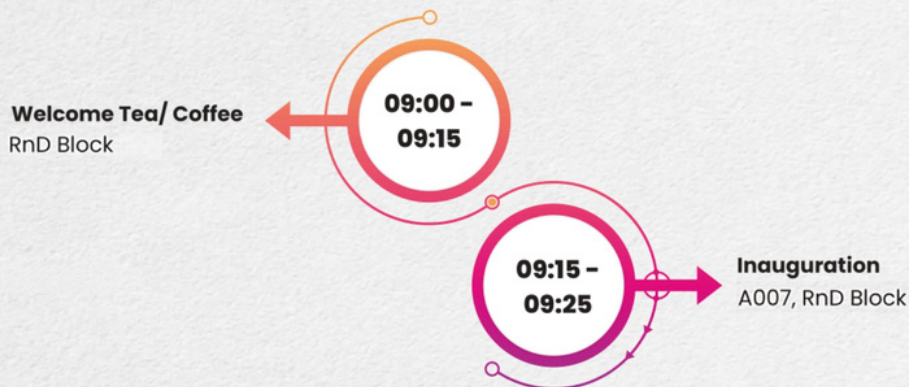 Welcome Tea/ Coffee
RnD Block
09:00 -
09:15
09:15 -
09:25
Inauguration
A007, RnD Block